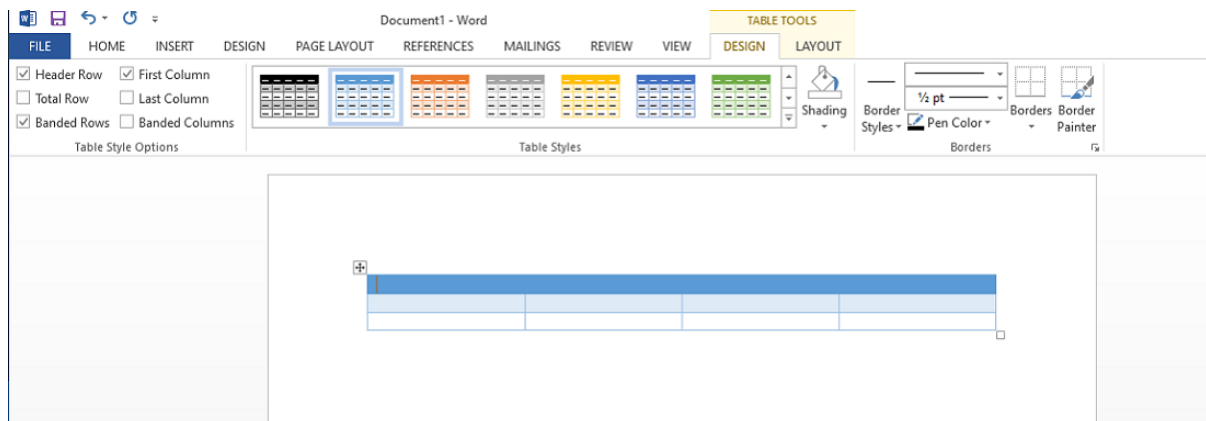 Document1 - Word
TABLE TOOLS
FILE HOME INSERT DESIGN PAGE LAYOUT REFERENCES MAILINGS REVIEW VIEW DESIGN LAYOUT
Header Row First Column
Total Row Last Column
Banded Rows Banded Columns
Table Style Options
Table Styles
Shading
Border
Styles
½ pt
Pen Color
Borders
Border
Painter
Borders